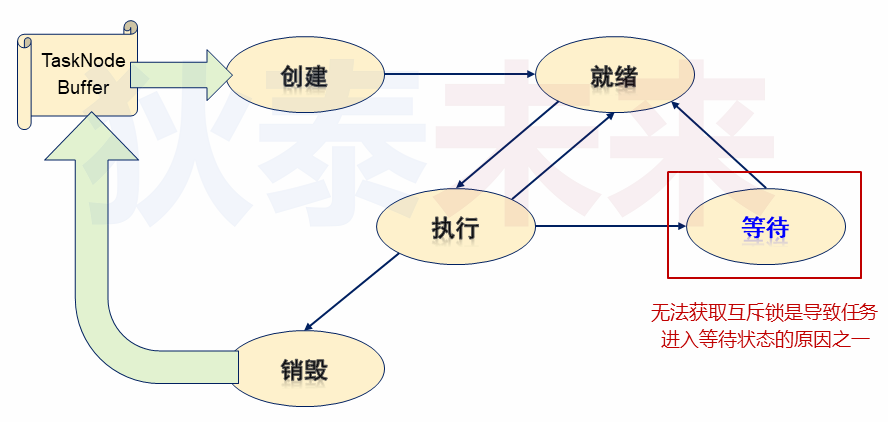 TaskNode
Buffer
创建
就绪
执行
等待
无法获取互斥锁是导致任务
进入等待状态的原因之一
销毁
狄泰未来